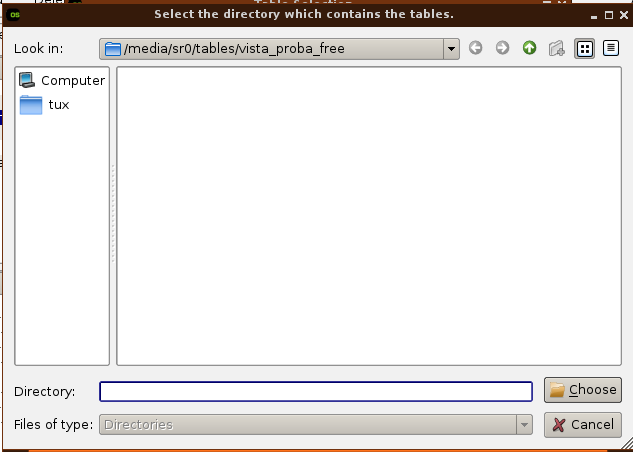 Select the directory which contains the tables.
Look in:
/media/sr0/tables/vista_proba_free
Computer
tux
Directory:
Choose
Files of type:
Directories
Cancel